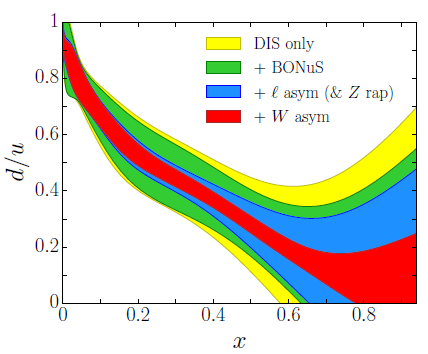 1
0.8
0.6
0.4
0.2
0
d/u
DIS only
+ BONuS
+ ℓ asym (& Z rap)
+ W asym
0 0.2 0.4 0.6 0.8
x